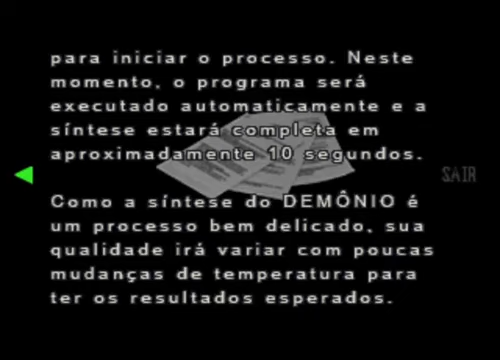 para iniciar o processo. Neste
momento, o programa será
executado automaticamente e a
síntese estará completa em
aproximadamente 10 segundos.
SAIR
Como a síntese do DEMÔNIO é
um processo bem delicado, sua
qualidade irá variar com poucas
mudanças de temperatura para
ter os resultados esperados.